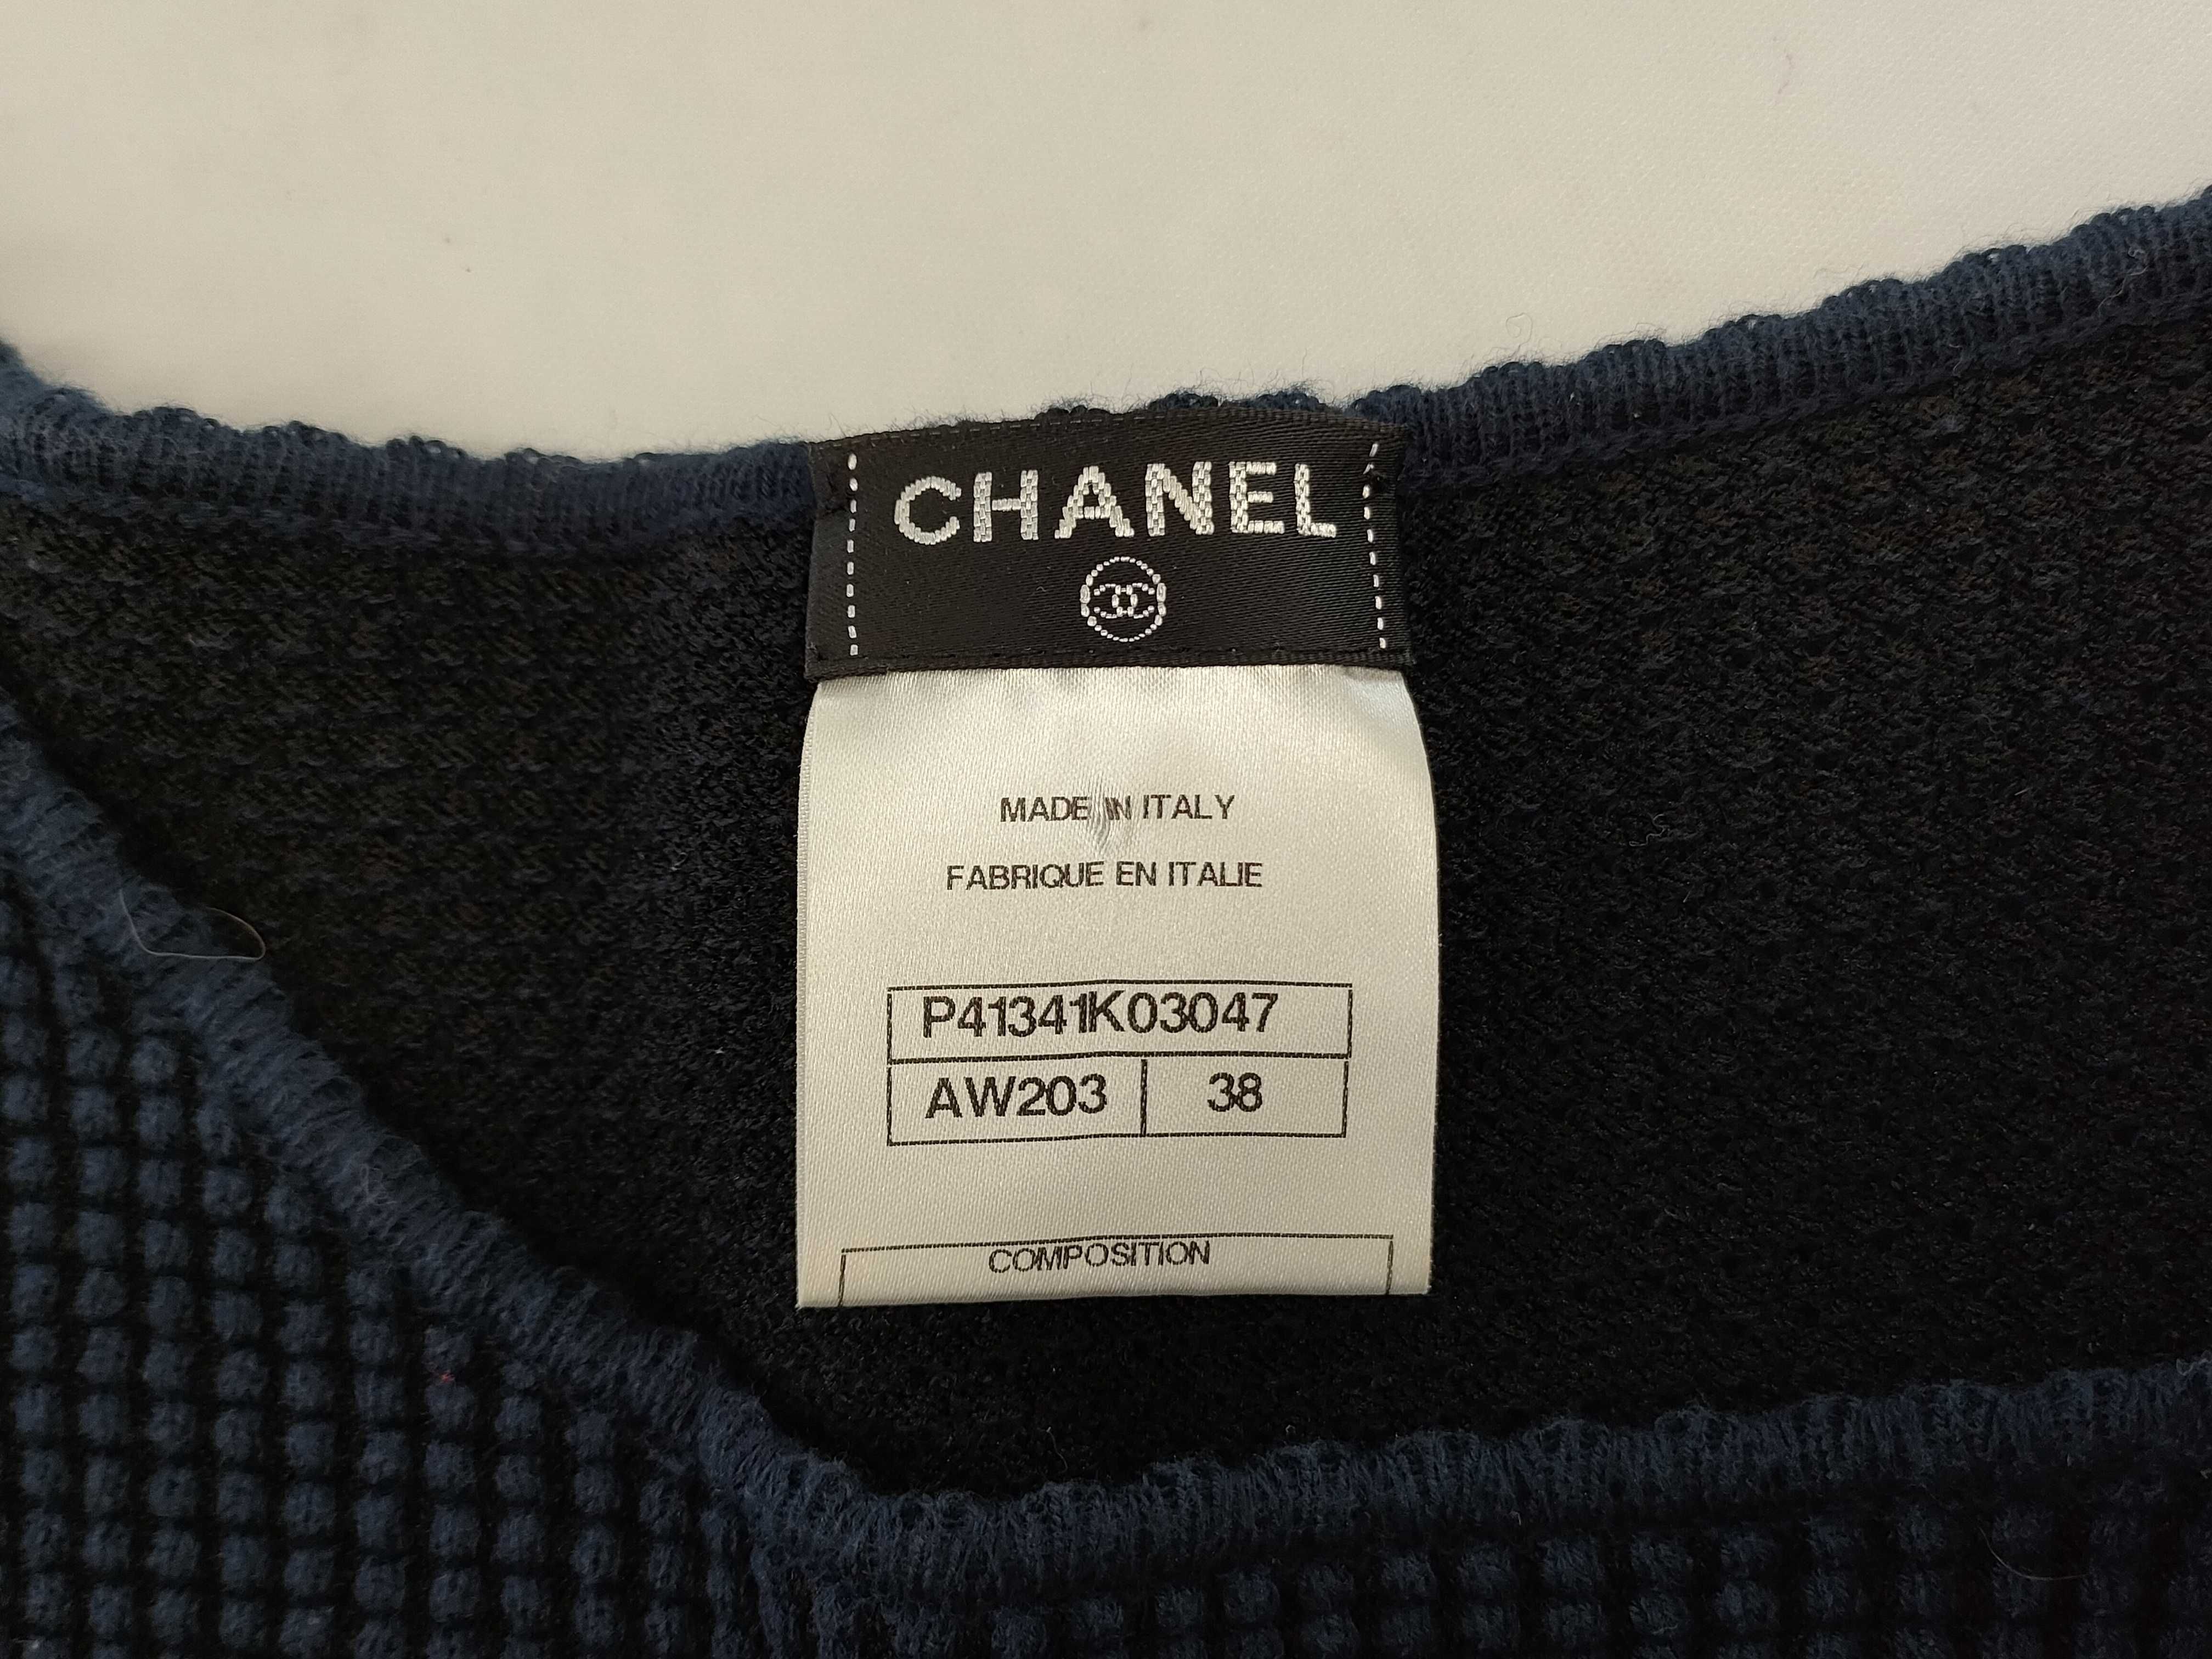 CHANEL
MADE IN ITALY
FABRIQUE EN ITALIE
P41341K03047
AW203 38
COMPOSITION